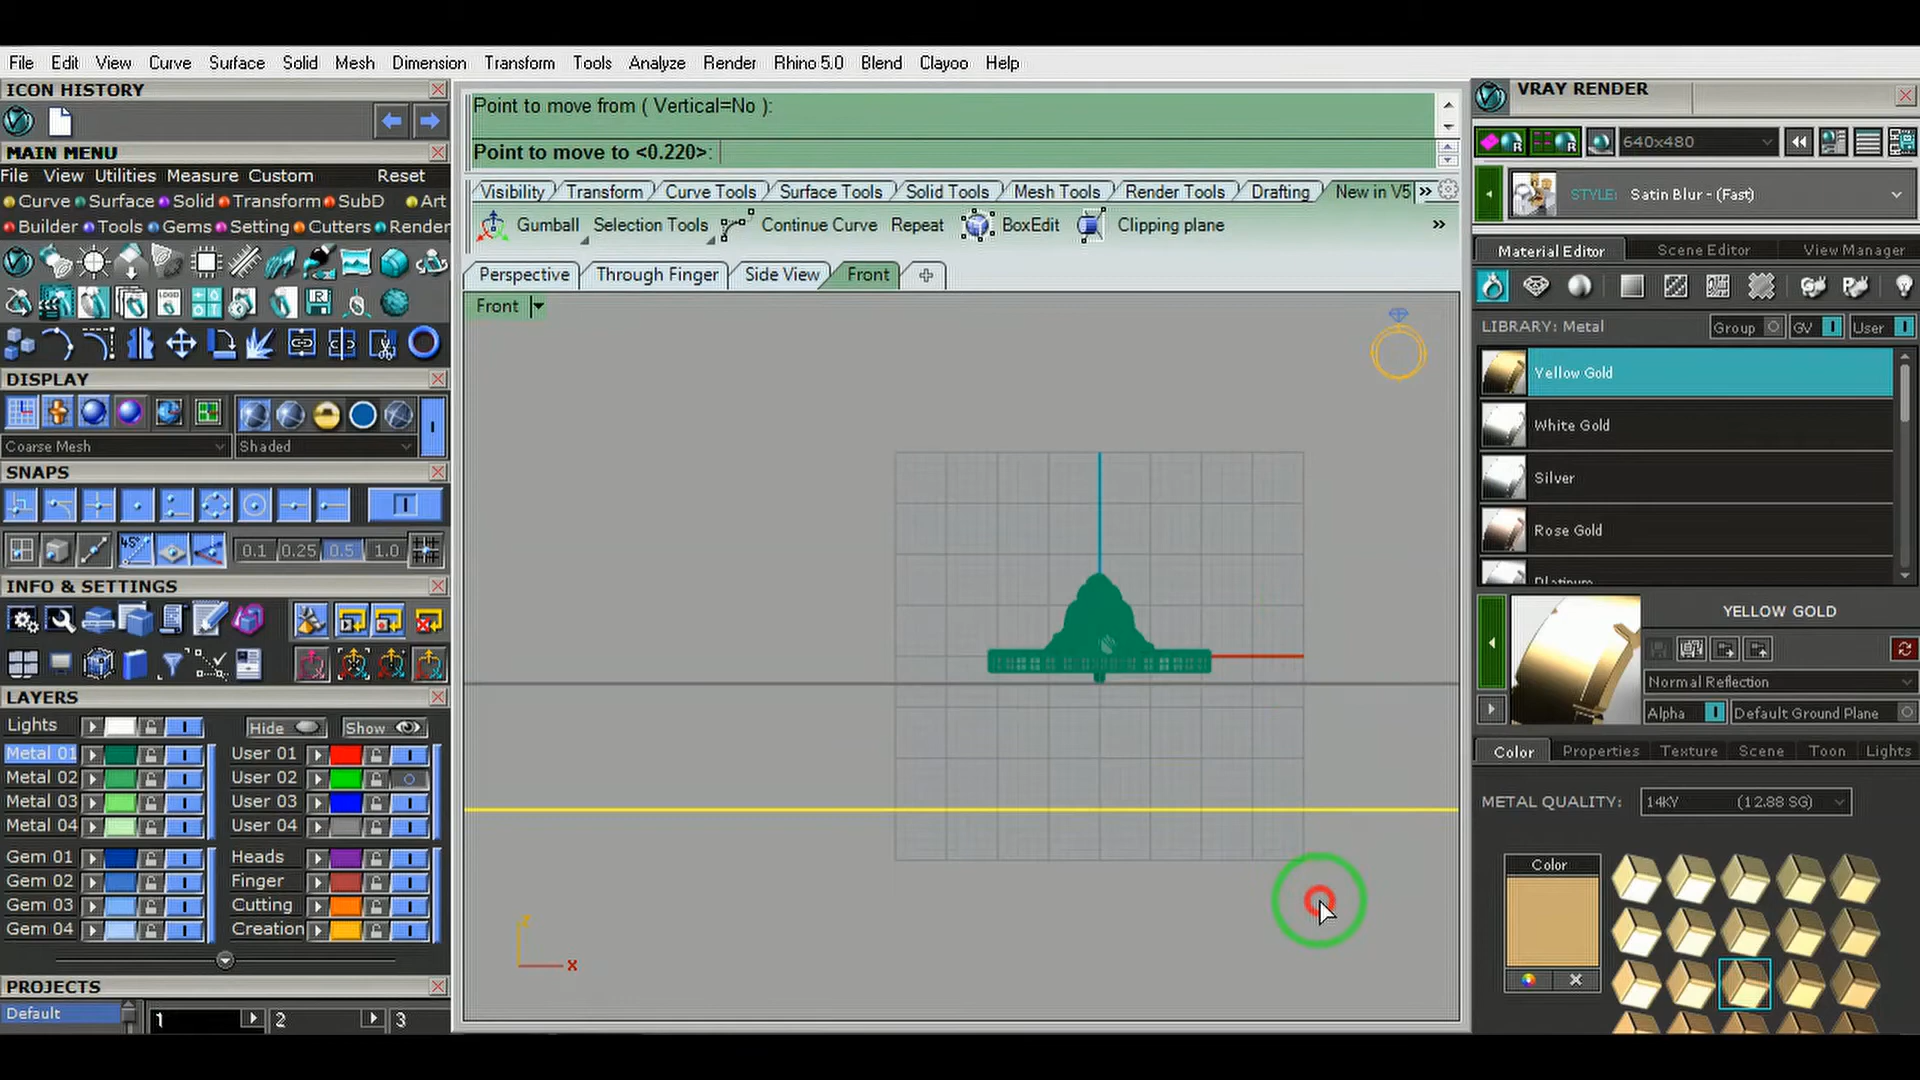 File Edit View Curve Surface Solid Mesh Dimension Transform Tools Analyze Render Rhino 5.0 Blend Clayoo Help
ICON HISTORY
MAIN MENU
File View Utilities Measure Custom Reset
Curve Surface Solid Transform SubD Art
Builder Tools Gems Setting Cutters Render
LOGO
DISPLAY
Coarse Mesh Shaded
SNAPS
45° 0.1 0.25 0.5 1.0
INFO & SETTINGS
LAYERS
Lights Hide Show
Metal 01 User 01
Metal 02 User 02
Metal 03 User 03
Metal 04 User 04
Gem 01 Heads
Gem 02 Finger
Gem 03 Cutting
Gem 04 Creation
PROJECTS
Default 1 2 3
Point to move from ( Vertical=No ):
Point to move to <0.220>:
Visibility Transform Curve Tools Surface Tools Solid Tools Mesh Tools Render Tools Drafting New in V5 »
Gumball Selection Tools Continue Curve Repeat BoxEdit Clipping plane »
Perspective Through Finger Side View Front
Front
z
x
VRAY RENDER
640x480
STYLE: Satin Blur - (Fast)
Material Editor Scene Editor View Manager
LIBRARY: Metal Group GV User
Yellow Gold
White Gold
Silver
Rose Gold
Platinum
YELLOW GOLD
Normal Reflection
Alpha Default Ground Plane
Color Properties Texture Scene Toon Lights
METAL QUALITY: 14KY (12.88 SG)
Color